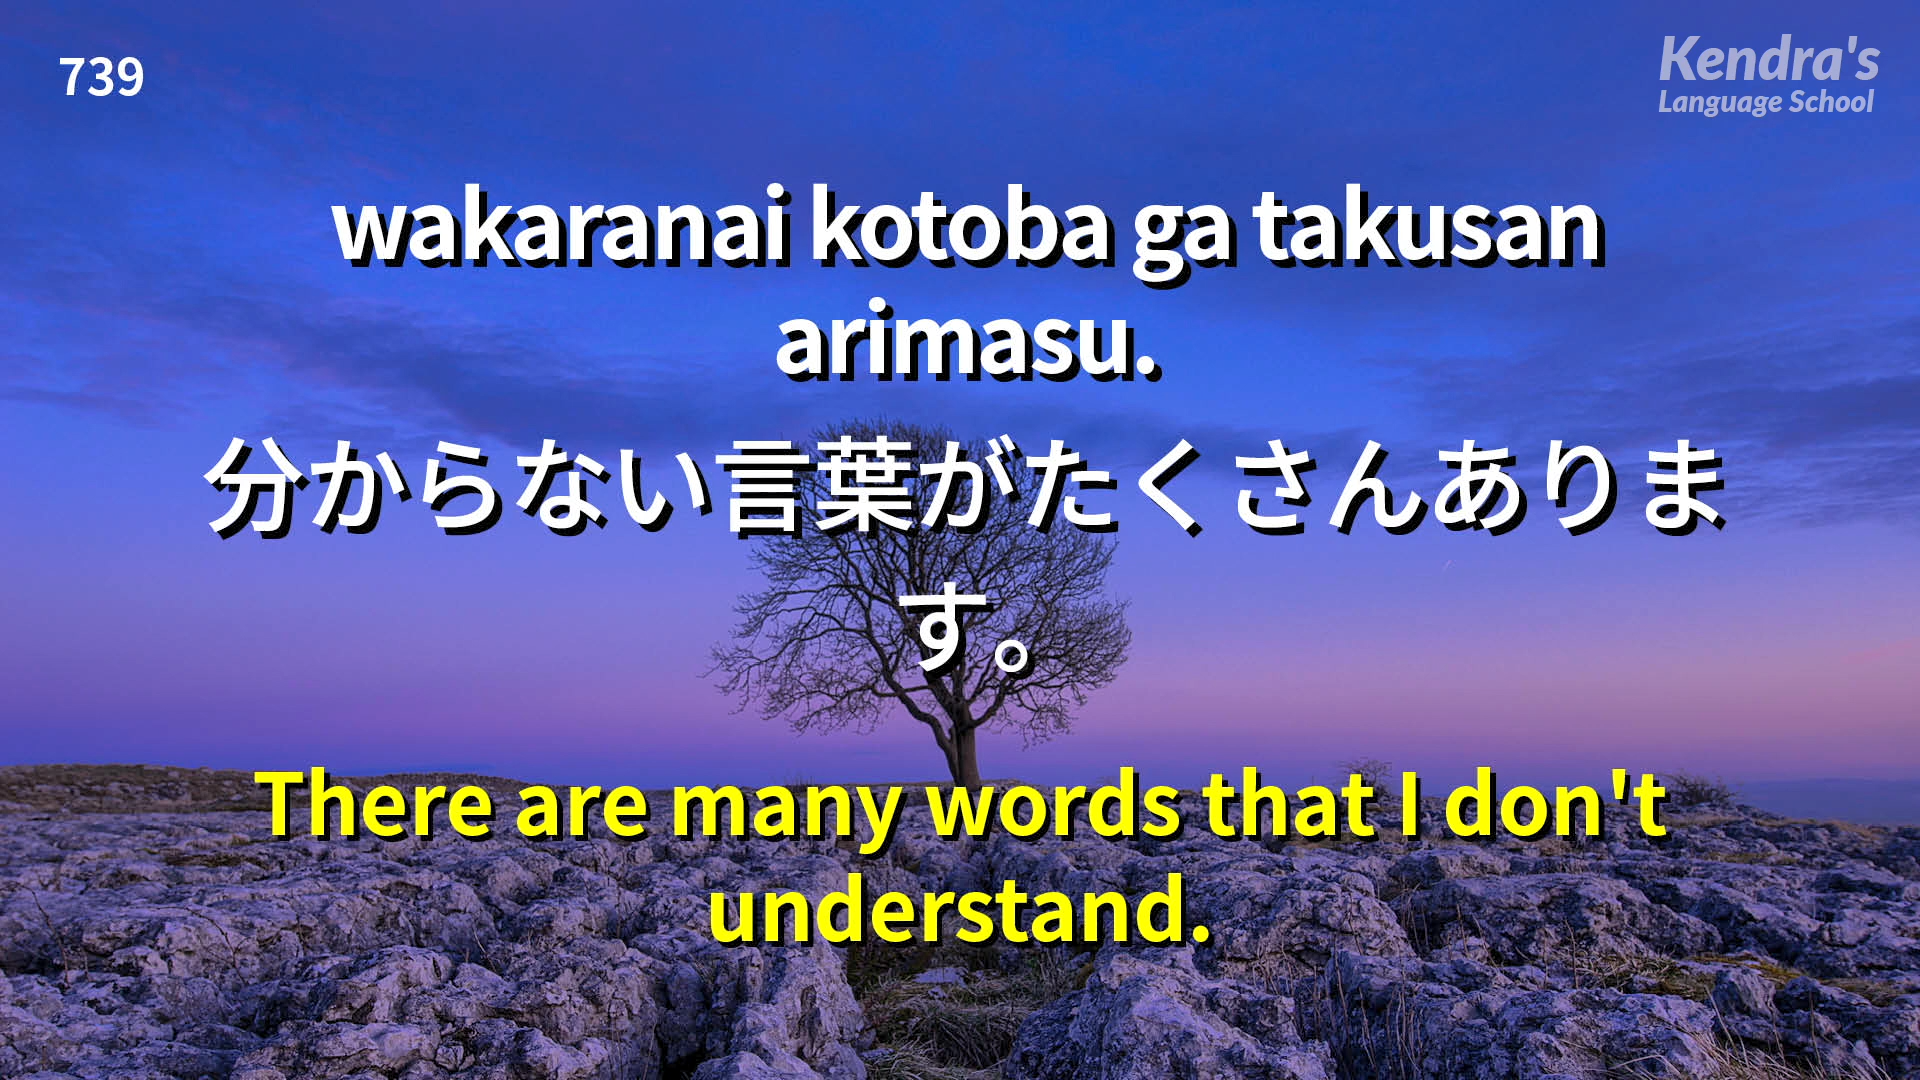 739
Kendra's
Language School
wakaranai kotoba ga takusan
arimasu.
分からない言葉がたくさんありま
す。
There are many words that I don't
understand.